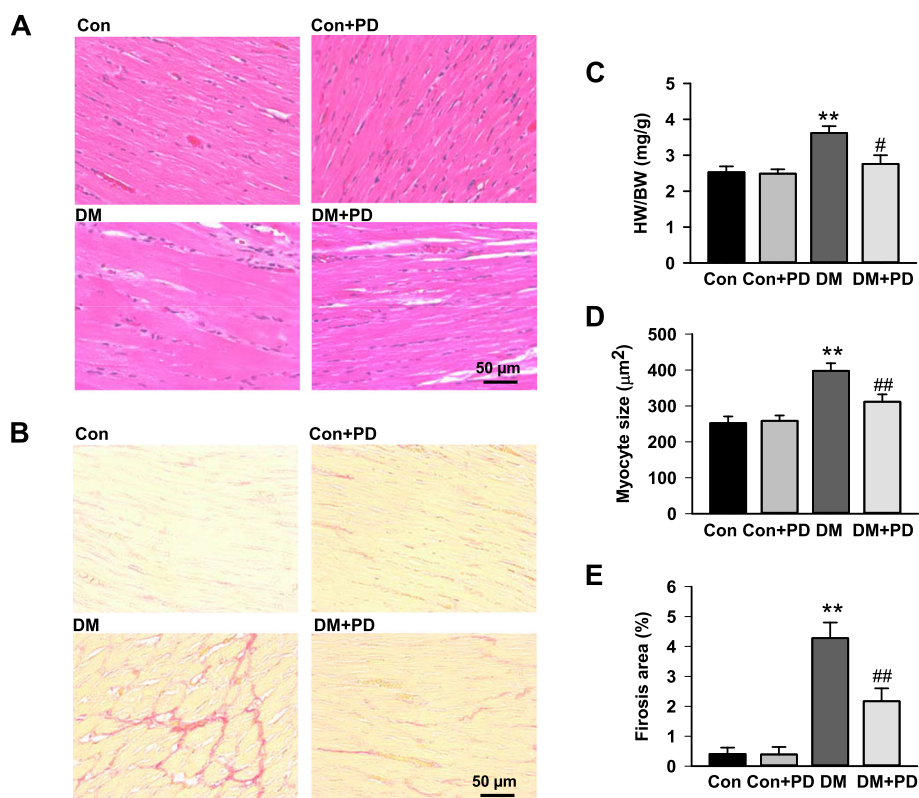 A
Con
Con+PD
DM
DM+PD
50 µm
B
Con
Con+PD
DM
DM+PD
50 µm
C
HW/BW (mg/g)
5
4
3
2
1
0
**
#
Con Con+PD DM DM+PD
D
Myocyte size (µm²)
500
400
300
200
100
0
**
##
Con Con+PD DM DM+PD
E
Firosis area (%)
6
5
4
3
2
1
0
**
##
Con Con+PD DM DM+PD